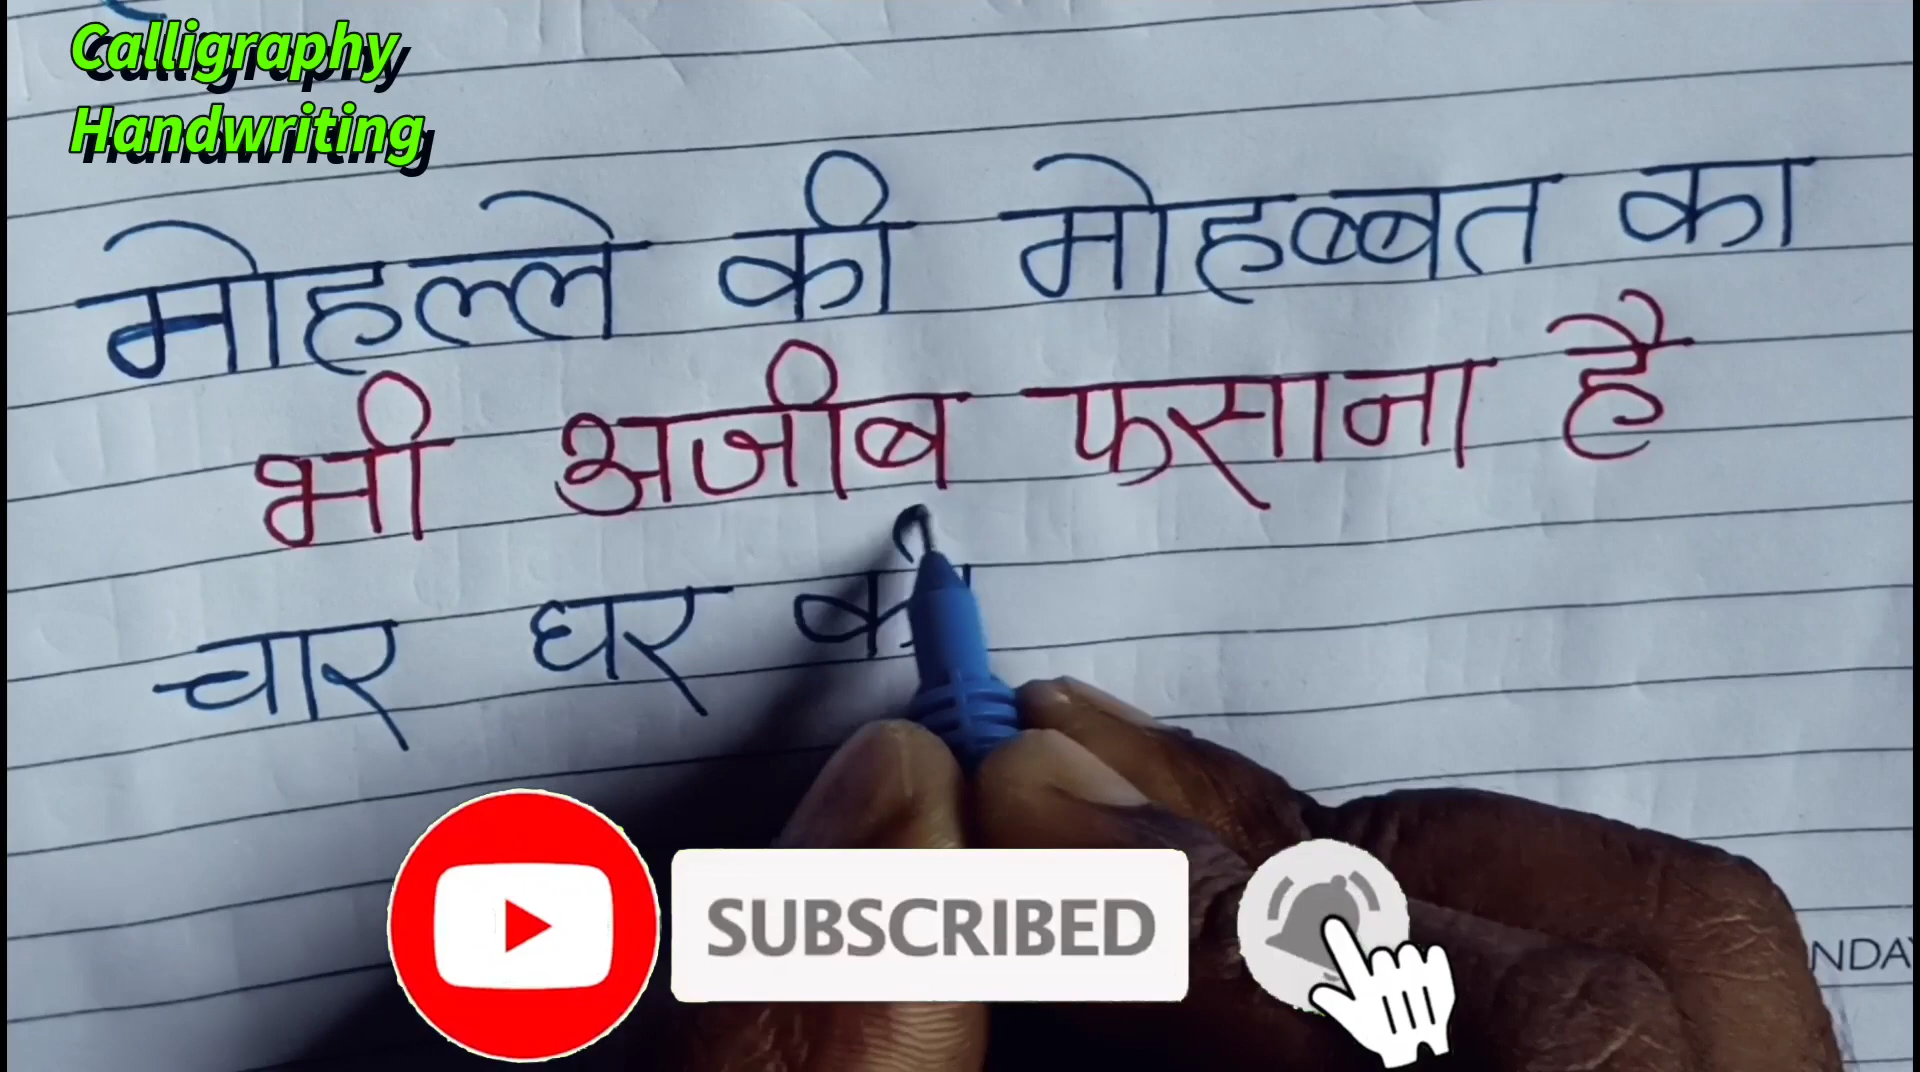 Calligraphy
Handwriting
मोहल्ले की मोहब्बत का
भी अजीब फसाना है
चार घर
SUBSCRIBED